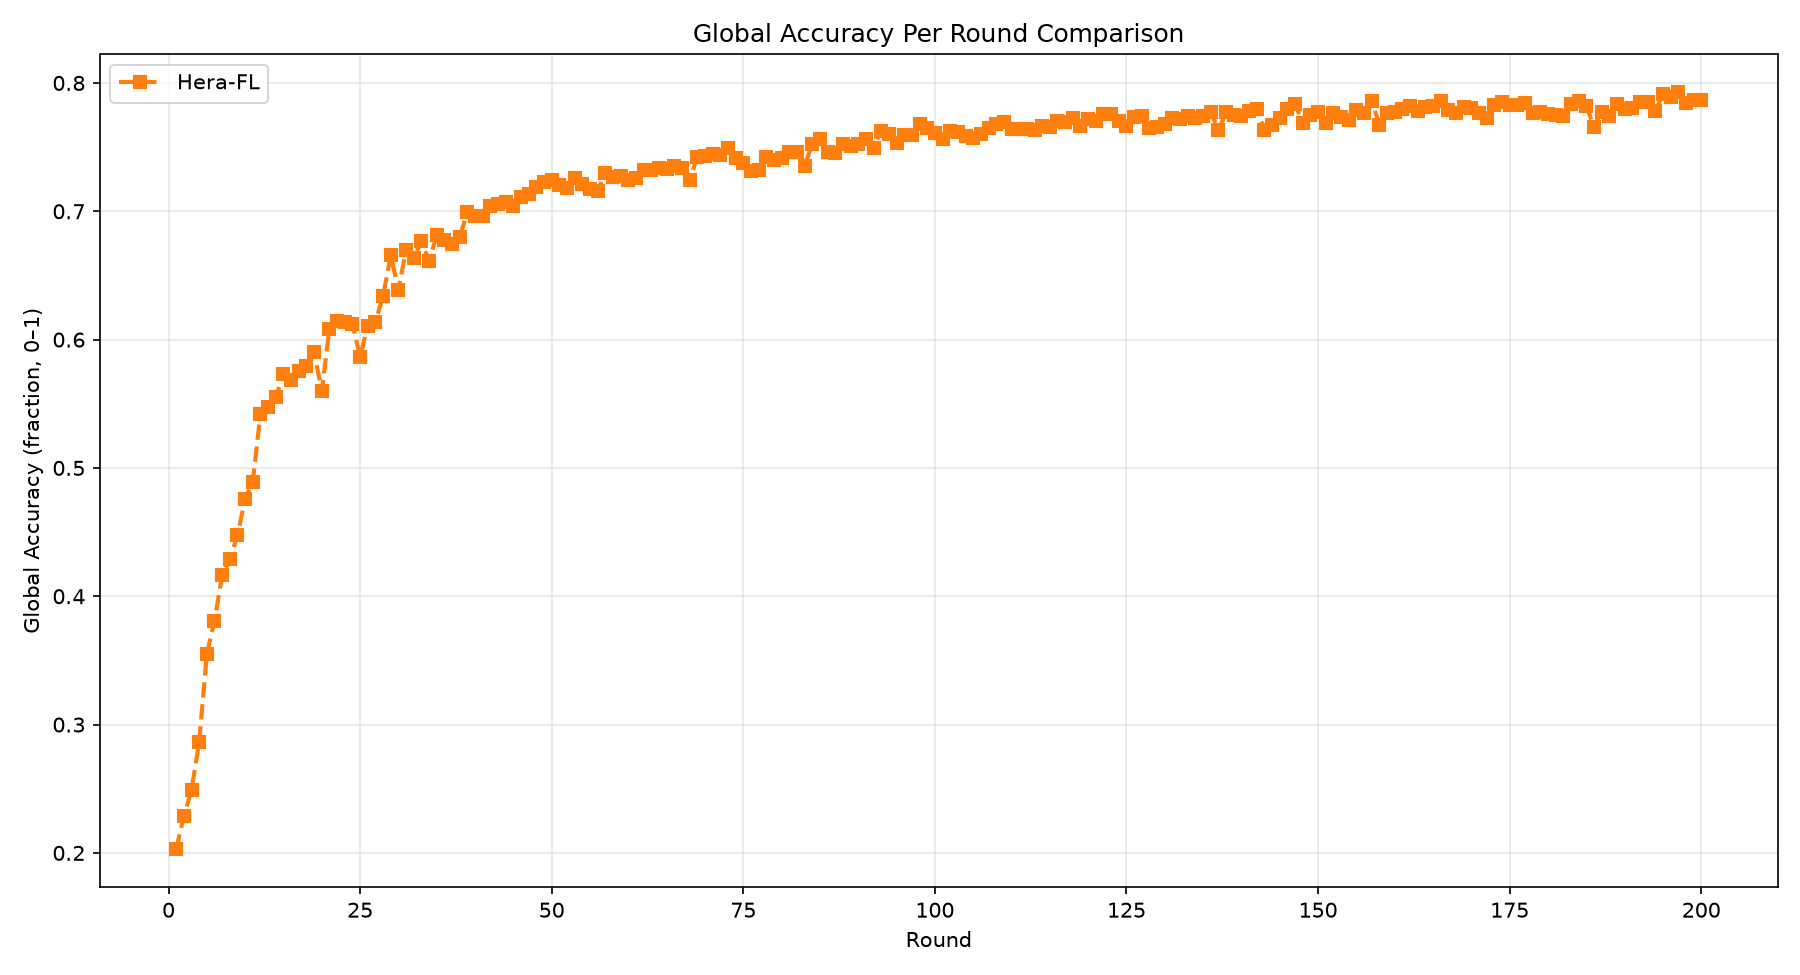 Global Accuracy Per Round Comparison
Hera-FL
Global Accuracy (fraction, 0–1)
0.8
0.7
0.6
0.5
0.4
0.3
0.2
0 25 50 75 100 125 150 175 200
Round